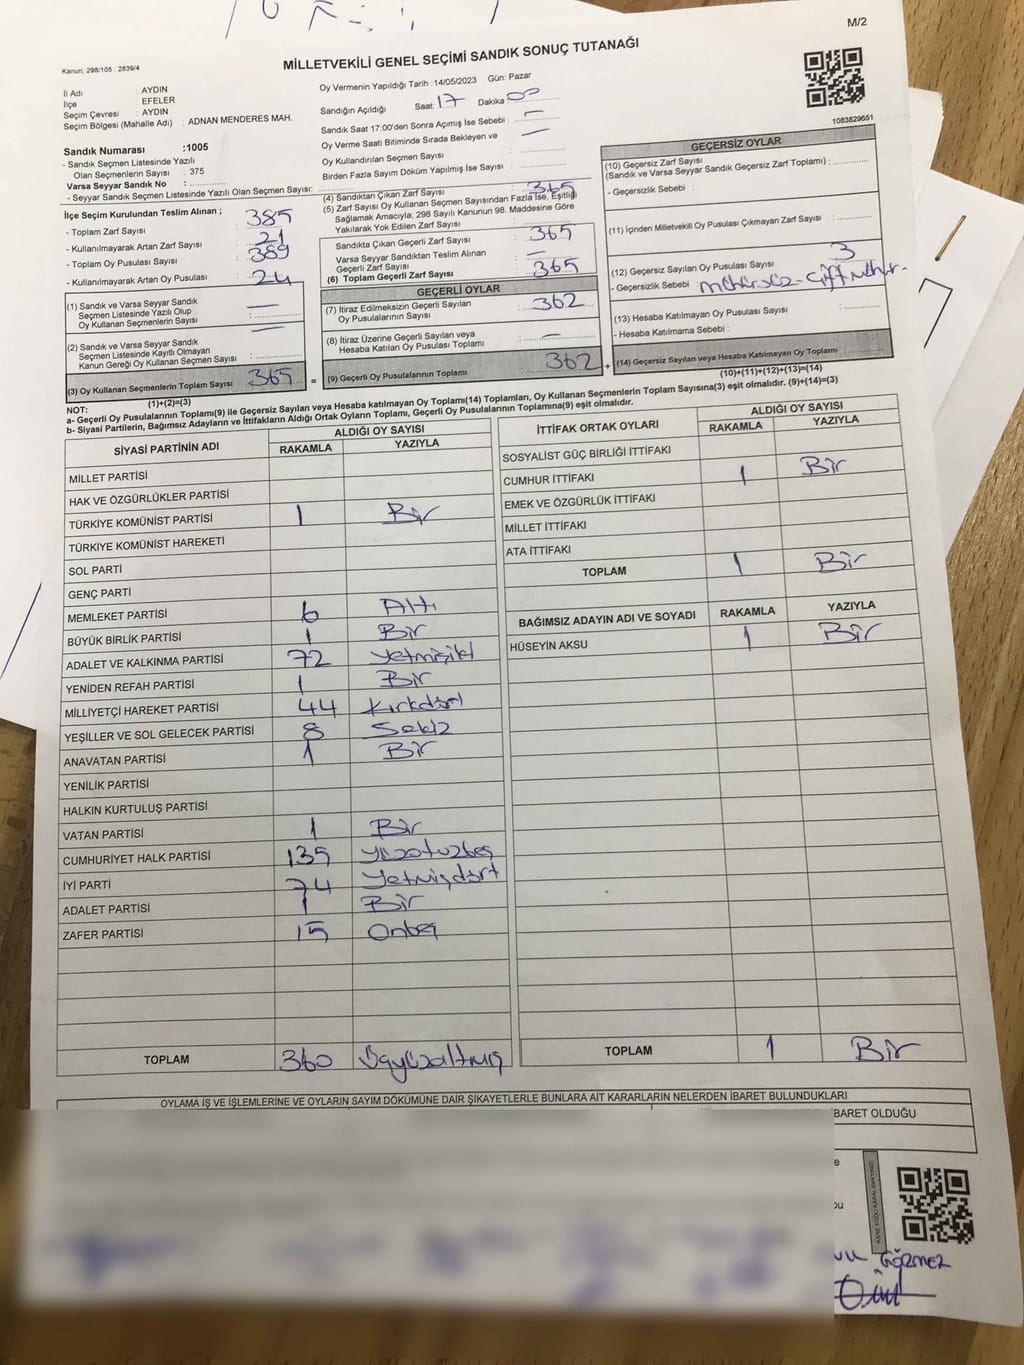 M/2
Kanun: 298/105 . 2839/4
MİLLETVEKİLİ GENEL SEÇİMİ SANDIK SONUÇ TUTANAĞI
İl Adı : AYDIN
İlçe : EFELER
Seçim Çevresi : AYDIN
Seçim Bölgesi (Mahalle Adı) : ADNAN MENDERES MAH.
Sandık Numarası :1005
- Sandık Seçmen Listesinde Yazılı
Olan Seçmenlerin Sayısı : 375
Varsa Seyyar Sandık No :
- Seyyar Sandık Seçmen Listesinde Yazılı Olan Seçmen Sayısı:
Oy Vermenin Yapıldığı Tarih : 14/05/2023 Gün: Pazar
Sandığın Açıldığı Saat: 17 Dakika 00
Sandık Saat 17:00'den Sonra Açımış İse Sebebi : —
Oy Verme Saati Bitiminde Sırada Bekleyen ve —
Oy Kullandırılan Seçmen Sayısı :
Birden Fazla Sayım Döküm Yapılmış İse Sayısı :
1083829651
İlçe Seçim Kurulundan Teslim Alınan ;
- Toplam Zarf Sayısı : 385
- Kullanılmayarak Artan Zarf Sayısı : 21
- Toplam Oy Pusulası Sayısı : 389
- Kullanılmayarak Artan Oy Pusulası : 24
(1) Sandık ve Varsa Seyyar Sandık —
Seçmen Listesinde Yazılı Olup
Oy Kullanan Seçmenlerin Sayısı :
(2) Sandık ve Varsa Seyyar Sandık —
Seçmen Listesinde Kayıtlı Olmayan
Kanun Gereği Oy Kullanan Seçmen Sayısı :
(3) Oy Kullanan Seçmenlerin Toplam Sayısı 365
(1)+(2)=(3)
(4) Sandıktan Çıkan Zarf Sayısı : 365
(5) Zarf Sayısı Oy Kullanan Seçmen Sayısından Fazla İse, Eşitliği
Sağlamak Amacıyla; 298 Sayılı Kanunun 98. Maddesine Göre
Yakılarak Yok Edilen Zarf Sayısı :
Sandıkta Çıkan Geçerli Zarf Sayısı : 365
Varsa Seyyar Sandıktan Teslim Alınan —
Geçerli Zarf Sayısı :
(6) Toplam Geçerli Zarf Sayısı : 365
GEÇERLİ OYLAR
(7) İtiraz Edilmeksizin Geçerli Sayılan : 362
Oy Pusulalarının Sayısı
(8) İtiraz Üzerine Geçerli Sayılan veya : —
Hesaba Katılan Oy Pusulası Toplamı
= (9) Geçerli Oy Pusulalarının Toplamı : 362 +
GEÇERSİZ OYLAR
(10) Geçersiz Zarf Sayısı
(Sandık ve Varsa Seyyar Sandık Geçersiz Zarf Toplamı) :
- Geçersizlik Sebebi :
(11) İçinden Milletvekili Oy Pusulası Çıkmayan Zarf Sayısı :
(12) Geçersiz Sayılan Oy Pusulası Sayısı : 3
- Geçersizlik Sebebi : mühürsüz- çift mühür.
(13) Hesaba Katılmayan Oy Pusulası Sayısı :
- Hesaba Katılmama Sebebi :
(14) Geçersiz Sayılan veya Hesaba Katılmayan Oy Toplamı
(10)+(11)+(12)+(13)=(14)
NOT:
a- Geçerli Oy Pusulalarının Toplamı(9) ile Geçersiz Sayılan veya Hesaba katılmayan Oy Toplamı(14) Toplamları, Oy Kullanan Seçmenlerin Toplam Sayısına(3) eşit olmalıdır. (9)+(14)=(3)
b- Siyasi Partilerin, Bağımsız Adayların ve İttifakların Aldığı Ortak Oyların Toplamı, Geçerli Oy Pusulalarının Toplamına(9) eşit olmalıdır.
SİYASİ PARTİNİN ADI ALDIĞI OY SAYISI
RAKAMLA YAZIYLA
MİLLET PARTİSİ
HAK VE ÖZGÜRLÜKLER PARTİSİ
TÜRKİYE KOMÜNİST PARTİSİ 1 Bir
TÜRKİYE KOMÜNİST HAREKETİ
SOL PARTİ
GENÇ PARTİ
MEMLEKET PARTİSİ 6 Altı
BÜYÜK BİRLİK PARTİSİ 1 Bir
ADALET VE KALKINMA PARTİSİ 72 yetmişiki
YENİDEN REFAH PARTİSİ 1 Bir
MİLLİYETÇİ HAREKET PARTİSİ 44 Kırkdört
YEŞİLLER VE SOL GELECEK PARTİSİ 8 Sekiz
ANAVATAN PARTİSİ 1 Bir
YENİLİK PARTİSİ
HALKIN KURTULUŞ PARTİSİ
VATAN PARTİSİ 1 Bir
CUMHURİYET HALK PARTİSİ 135 yüzotuzbeş
İYİ PARTİ 74 yetmişdört
ADALET PARTİSİ 1 Bir
ZAFER PARTİSİ 15 Onbeş
TOPLAM 360 Üçyüzaltmış
İTTİFAK ORTAK OYLARI ALDIĞI OY SAYISI
RAKAMLA YAZIYLA
SOSYALİST GÜÇ BİRLİĞİ İTTİFAKI
CUMHUR İTTİFAKI 1 Bir
EMEK VE ÖZGÜRLÜK İTTİFAKI
MİLLET İTTİFAKI
ATA İTTİFAKI
TOPLAM 1 Bir
BAĞIMSIZ ADAYIN ADI VE SOYADI RAKAMLA YAZIYLA
HÜSEYİN AKSU 1 Bir
TOPLAM 1 Bir
OYLAMA İŞ VE İŞLEMLERİNE VE OYLARIN SAYIM DÖKÜMÜNE DAİR ŞİKAYETLERLE BUNLARA AİT KARARLARIN NELERDEN İBARET BULUNDUKLARI
İBARET OLDUĞU
GÖRMEZ